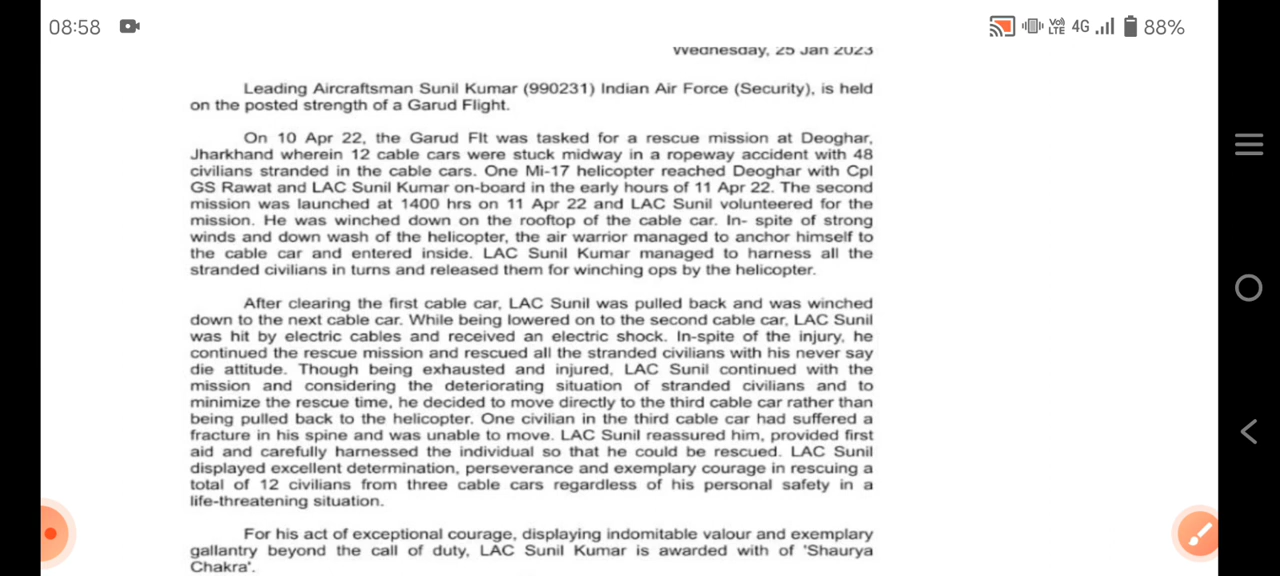 08:58
Vo)) LTE 4G 88%
Wednesday, 25 Jan 2023
Leading Aircraftsman Sunil Kumar (990231) Indian Air Force (Security), is held
on the posted strength of a Garud Flight.
On 10 Apr 22, the Garud Flt was tasked for a rescue mission at Deoghar,
Jharkhand wherein 12 cable cars were stuck midway in a ropeway accident with 48
civilians stranded in the cable cars. One Mi-17 helicopter reached Deoghar with Cpl
GS Rawat and LAC Sunil Kumar on-board in the early hours of 11 Apr 22. The second
mission was launched at 1400 hrs on 11 Apr 22 and LAC Sunil volunteered for the
mission. He was winched down on the rooftop of the cable car. In- spite of strong
winds and down wash of the helicopter, the air warrior managed to anchor himself to
the cable car and entered inside. LAC Sunil Kumar managed to harness all the
stranded civilians in turns and released them for winching ops by the helicopter.
After clearing the first cable car, LAC Sunil was pulled back and was winched
down to the next cable car. While being lowered on to the second cable car, LAC Sunil
was hit by electric cables and received an electric shock. In-spite of the injury, he
continued the rescue mission and rescued all the stranded civilians with his never say
die attitude. Though being exhausted and injured, LAC Sunil continued with the
mission and considering the deteriorating situation of stranded civilians and to
minimize the rescue time, he decided to move directly to the third cable car rather than
being pulled back to the helicopter. One civilian in the third cable car had suffered a
fracture in his spine and was unable to move. LAC Sunil reassured him, provided first
aid and carefully harnessed the individual so that he could be rescued. LAC Sunil
displayed excellent determination, perseverance and exemplary courage in rescuing a
total of 12 civilians from three cable cars regardless of his personal safety in a
life-threatening situation.
For his act of exceptional courage, displaying indomitable valour and exemplary
gallantry beyond the call of duty, LAC Sunil Kumar is awarded with of 'Shaurya
Chakra'.